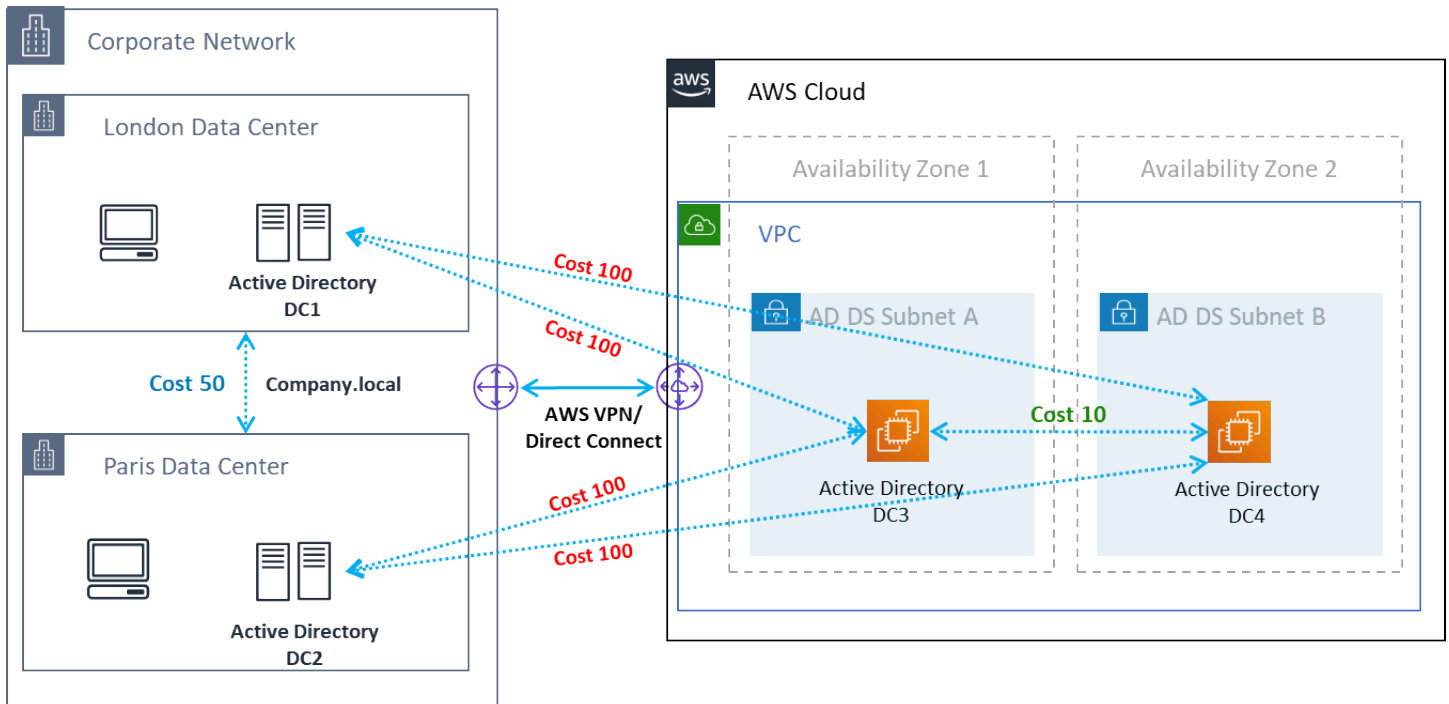 Corporate Network
London Data Center
Active Directory
DC1
Cost 50
Company.local
Paris Data Center
Active Directory
DC2
AWS VPN/
Direct Connect
Cost 100
Cost 100
Cost 100
Cost 100
aws
AWS Cloud
Availability Zone 1
Availability Zone 2
VPC
AD DS Subnet A
AD DS Subnet B
Cost 10
Active Directory
DC3
Active Directory
DC4